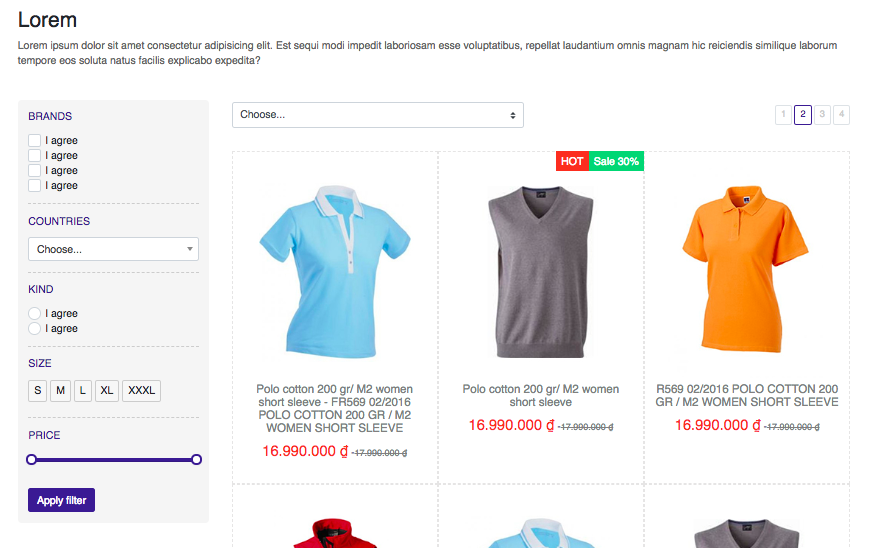 Lorem
Lorem ipsum dolor sit amet consectetur adipisicing elit. Est sequi modi impedit laboriosam esse voluptatibus, repellat laudantium omnis magnam hic reiciendis similique laborum
tempore eos soluta natus facilis explicabo expedita?
BRANDS
I agree
I agree
I agree
I agree
COUNTRIES
Choose...
KIND
I agree
I agree
SIZE
S M L XL XXXL
PRICE
Apply filter
Choose...
1 2 3 4
HOT Sale 30%
Polo cotton 200 gr/ M2 women
short sleeve - FR569 02/2016
POLO COTTON 200 GR / M2
WOMEN SHORT SLEEVE
16.990.000 ₫ -17.990.000 ₫
Polo cotton 200 gr/ M2 women
short sleeve
16.990.000 ₫ -17.990.000 ₫
R569 02/2016 POLO COTTON 200
GR / M2 WOMEN SHORT SLEEVE
16.990.000 ₫ -17.990.000 ₫